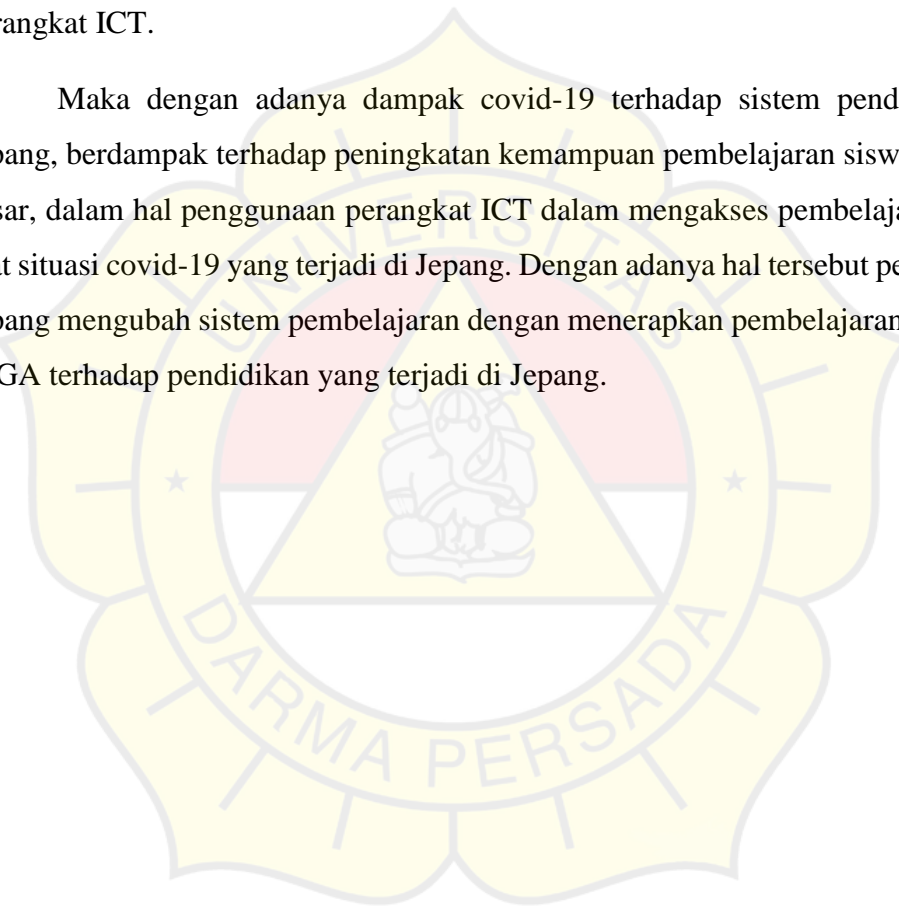 rangkat ICT.
Maka dengan adanya dampak covid-19 terhadap sistem pend
pang, berdampak terhadap peningkatan kemampuan pembelajaran sisw
sar, dalam hal penggunaan perangkat ICT dalam mengakses pembelaja
at situasi covid-19 yang terjadi di Jepang. Dengan adanya hal tersebut pe
pang mengubah sistem pembelajaran dengan menerapkan pembelajaran
GA terhadap pendidikan yang terjadi di Jepang.
UNIVERSITAS
DARMA PERSADA